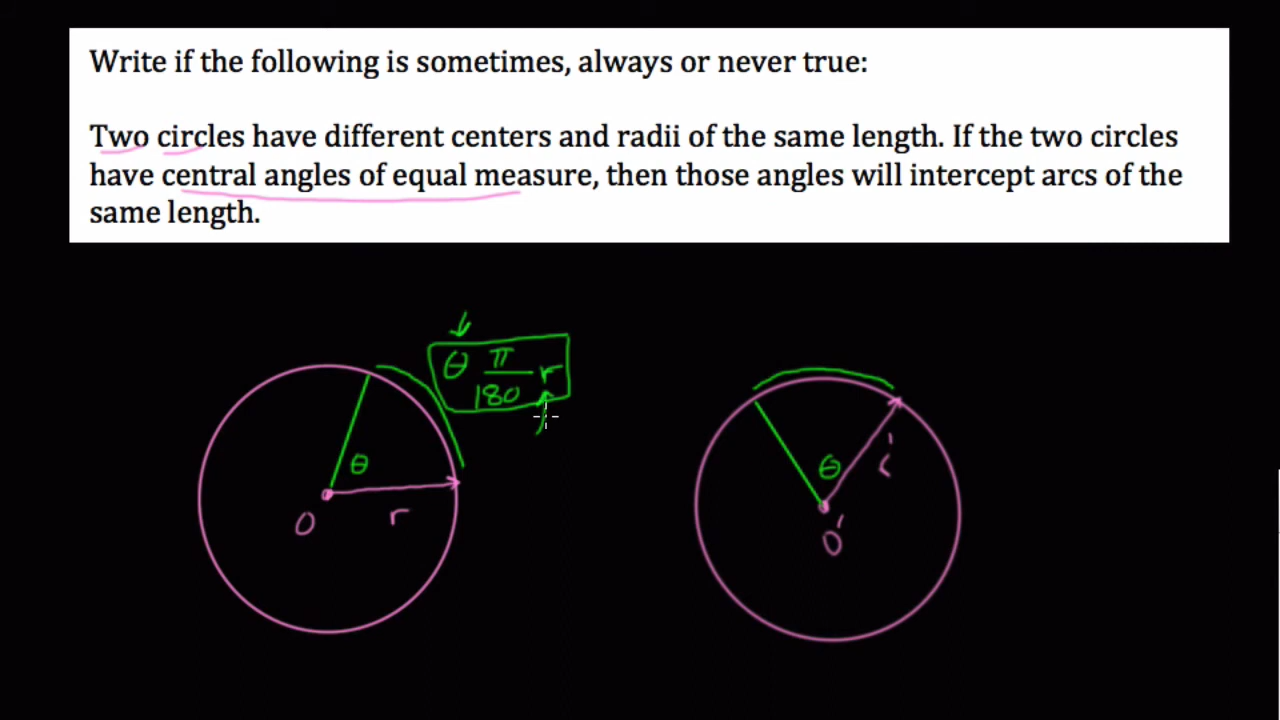 Write if the following is sometimes, always or never true:
Two circles have different centers and radii of the same length. If the two circles
have central angles of equal measure, then those angles will intercept arcs of the
same length.
θ π/180 r
θ
O
r
θ
r'
O'